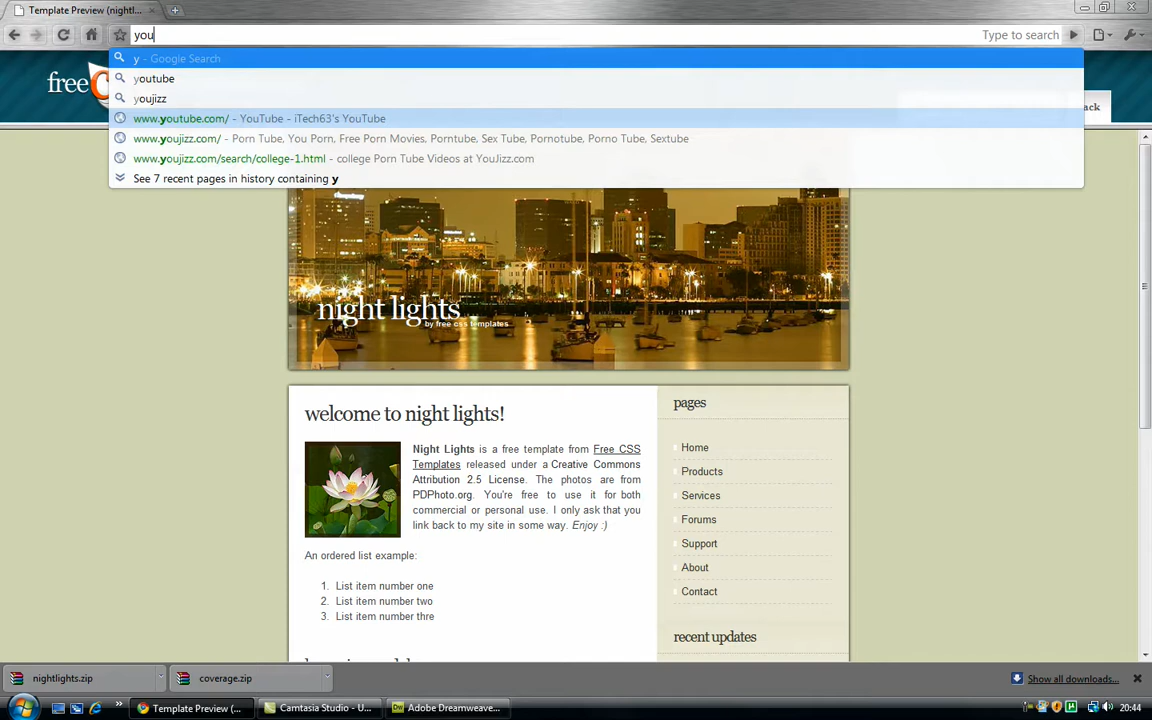 Template Preview (nightl...
you
Type to search
y - Google Search
youtube
youjizz
www.youtube.com/ - YouTube - iTech63's YouTube
www.youjizz.com/ - Porn Tube, You Porn, Free Porn Movies, Porntube, Sex Tube, Pornotube, Porno Tube, Sextube
www.youjizz.com/search/college-1.html - college Porn Tube Videos at YouJizz.com
See 7 recent pages in history containing y
free
ack
night lights
by free css templates
welcome to night lights!
Night Lights is a free template from Free CSS
Templates released under a Creative Commons
Attribution 2.5 License. The photos are from
PDPhoto.org. You're free to use it for both
commercial or personal use. I only ask that you
link back to my site in some way. Enjoy :)
An ordered list example:
1. List item number one
2. List item number two
3. List item number thre
pages
Home
Products
Services
Forums
Support
About
Contact
recent updates
nightlights.zip
coverage.zip
Show all downloads...
Template Preview (...
Camtasia Studio - U...
Adobe Dreamweave...
20:44